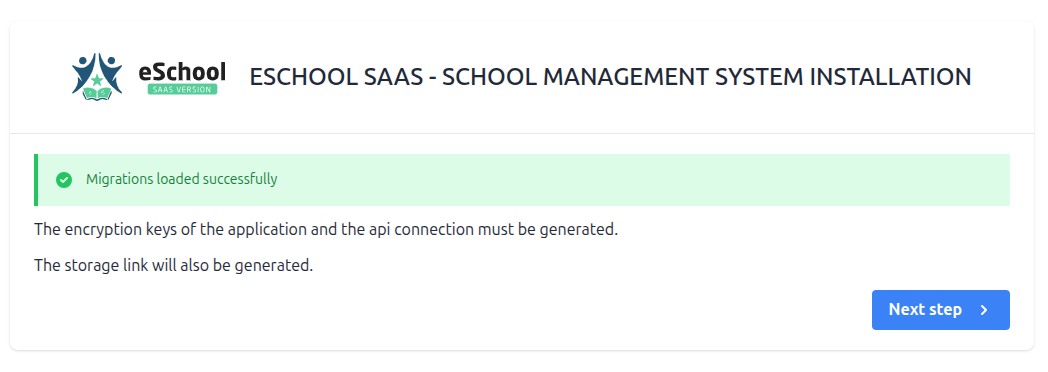 eSchool
SAAS VERSION
ESCHOOL SAAS - SCHOOL MANAGEMENT SYSTEM INSTALLATION
Migrations loaded successfully
The encryption keys of the application and the api connection must be generated.
The storage link will also be generated.
Next step